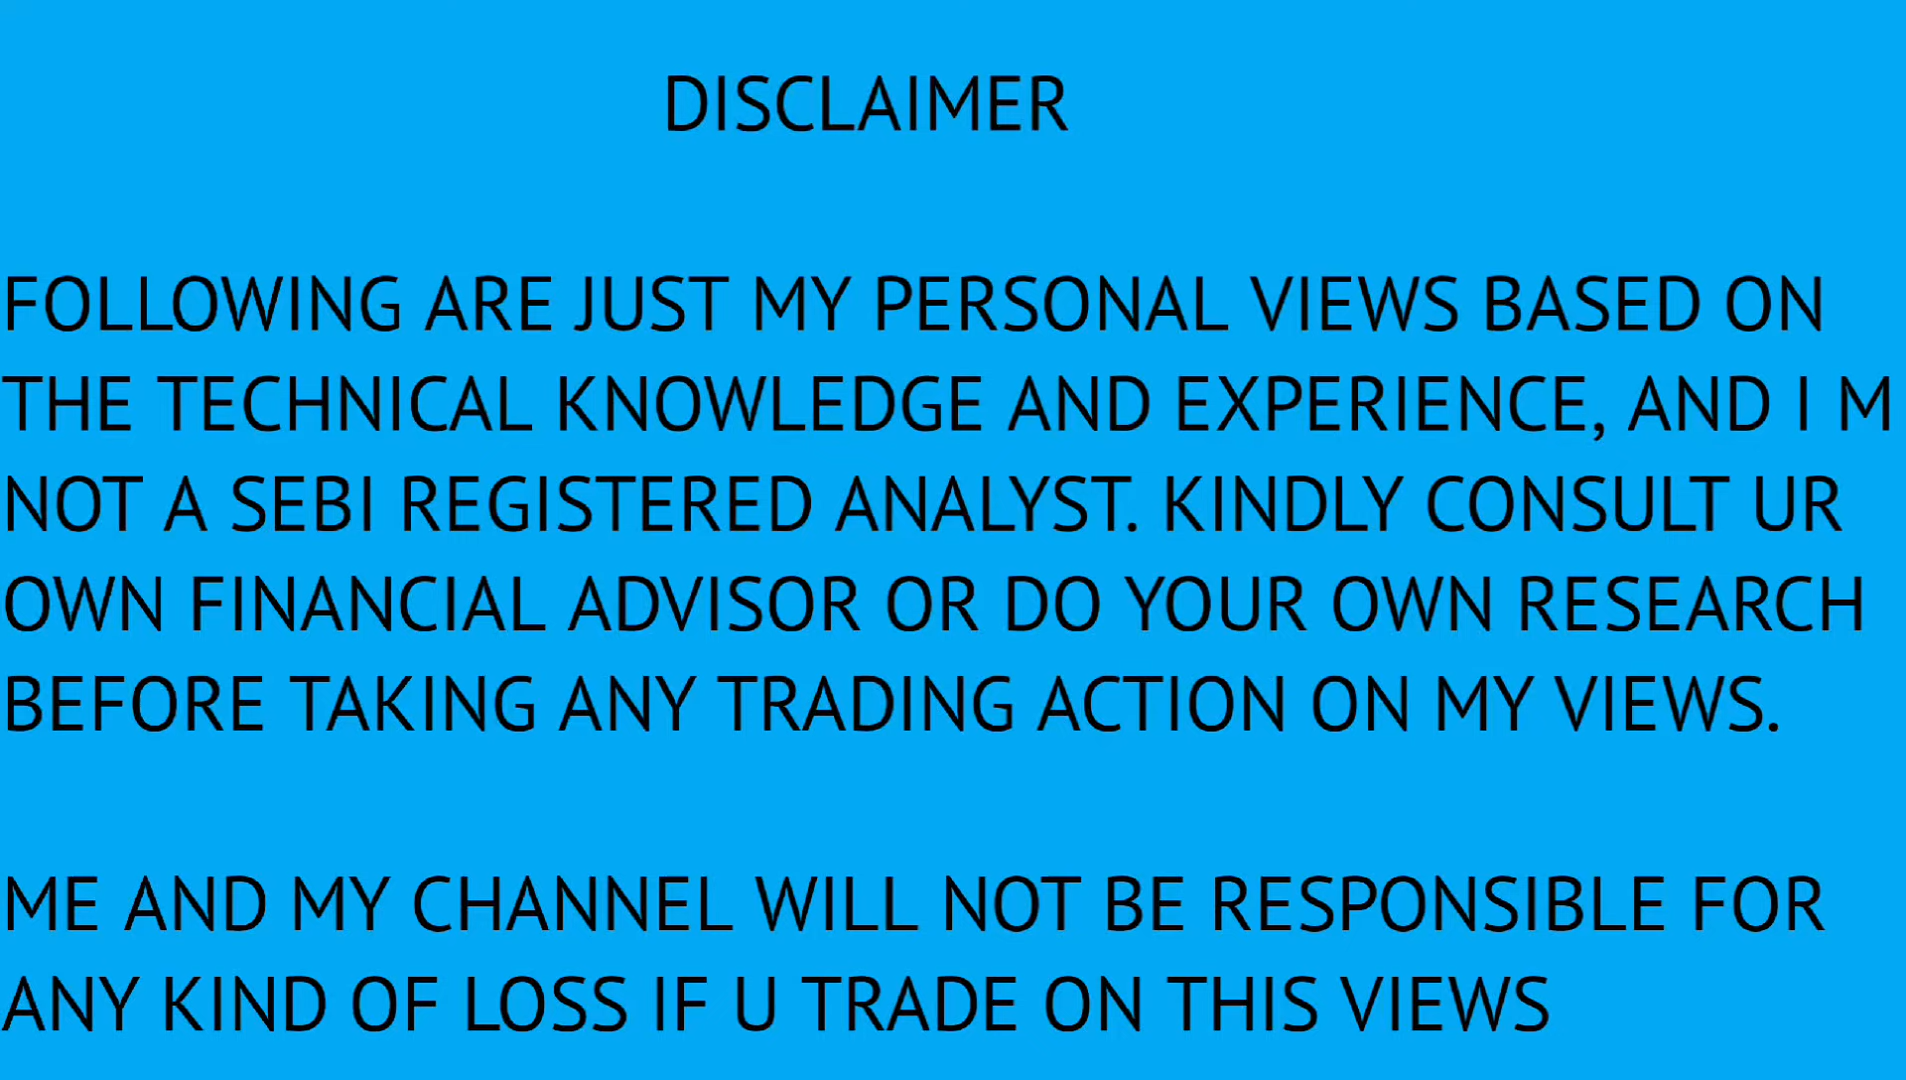 DISCLAIMER
FOLLOWING ARE JUST MY PERSONAL VIEWS BASED ON
THE TECHNICAL KNOWLEDGE AND EXPERIENCE, AND I M
NOT A SEBI REGISTERED ANALYST. KINDLY CONSULT UR
OWN FINANCIAL ADVISOR OR DO YOUR OWN RESEARCH
BEFORE TAKING ANY TRADING ACTION ON MY VIEWS.
ME AND MY CHANNEL WILL NOT BE RESPONSIBLE FOR
ANY KIND OF LOSS IF U TRADE ON THIS VIEWS